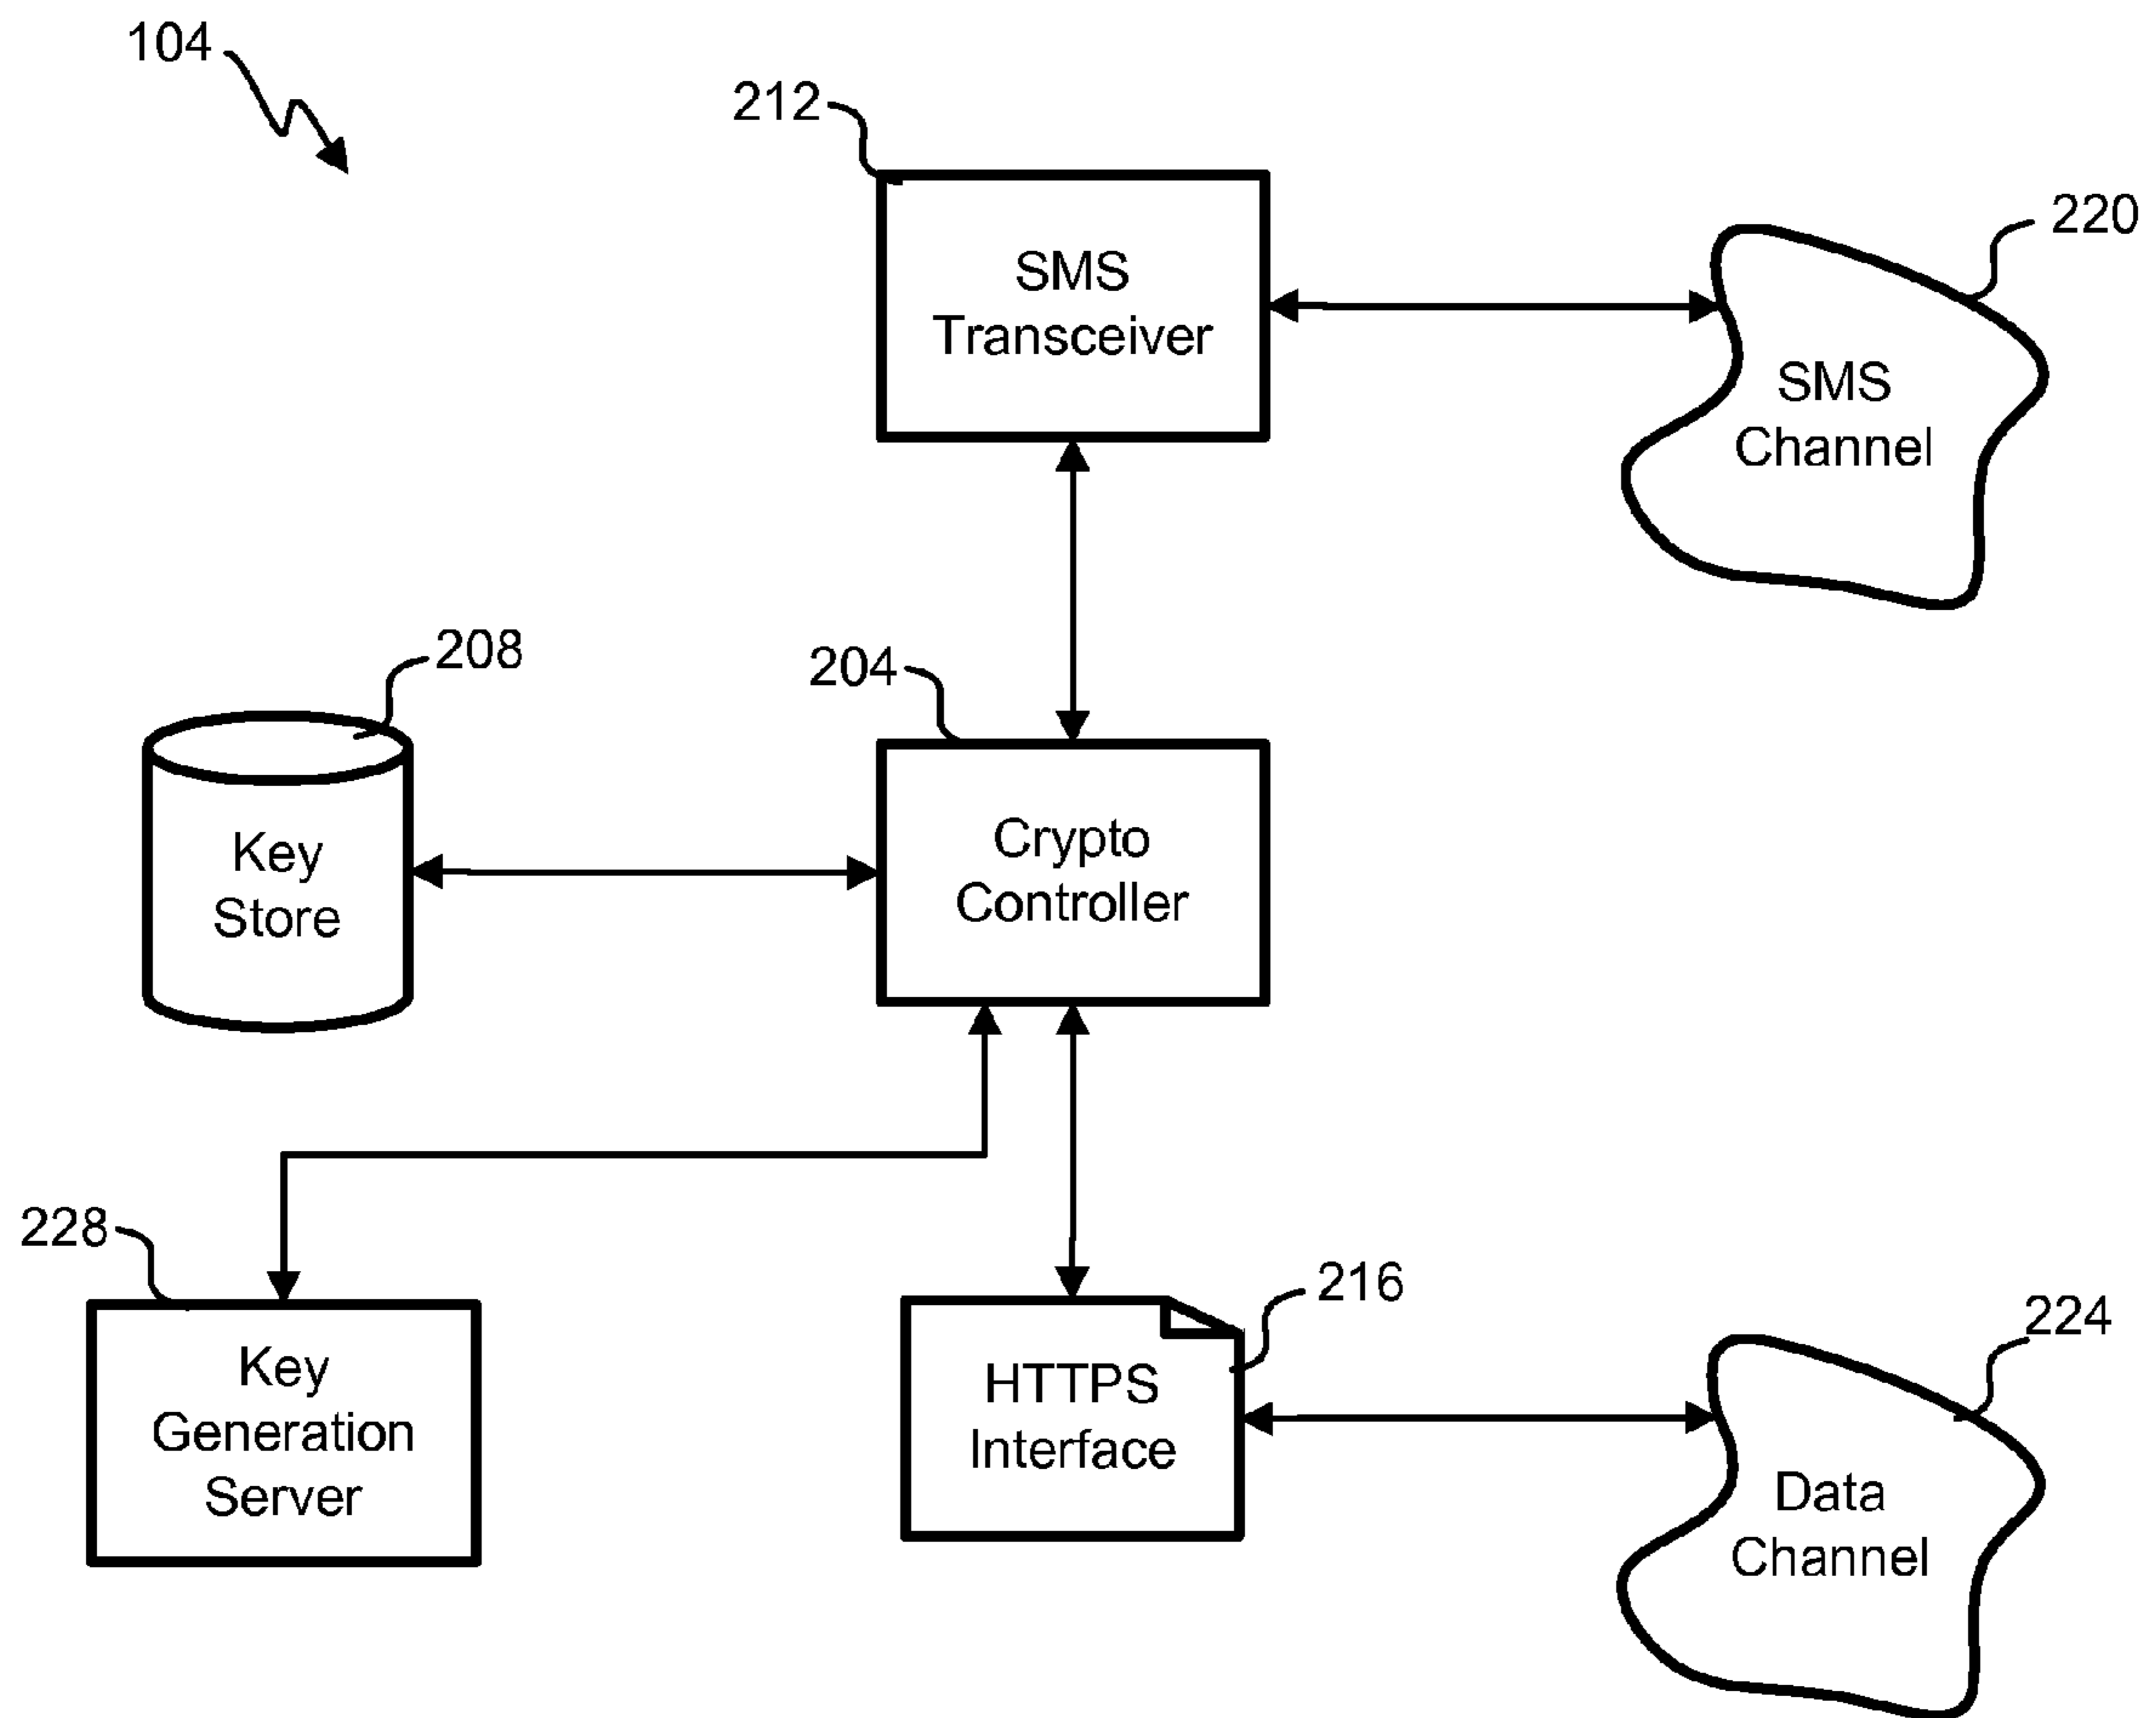 104
212
SMS
Transceiver
220
SMS
Channel
208
Key
Store
204
Crypto
Controller
228
Key
Generation
Server
216
HTTPS
Interface
224
Data
Channel